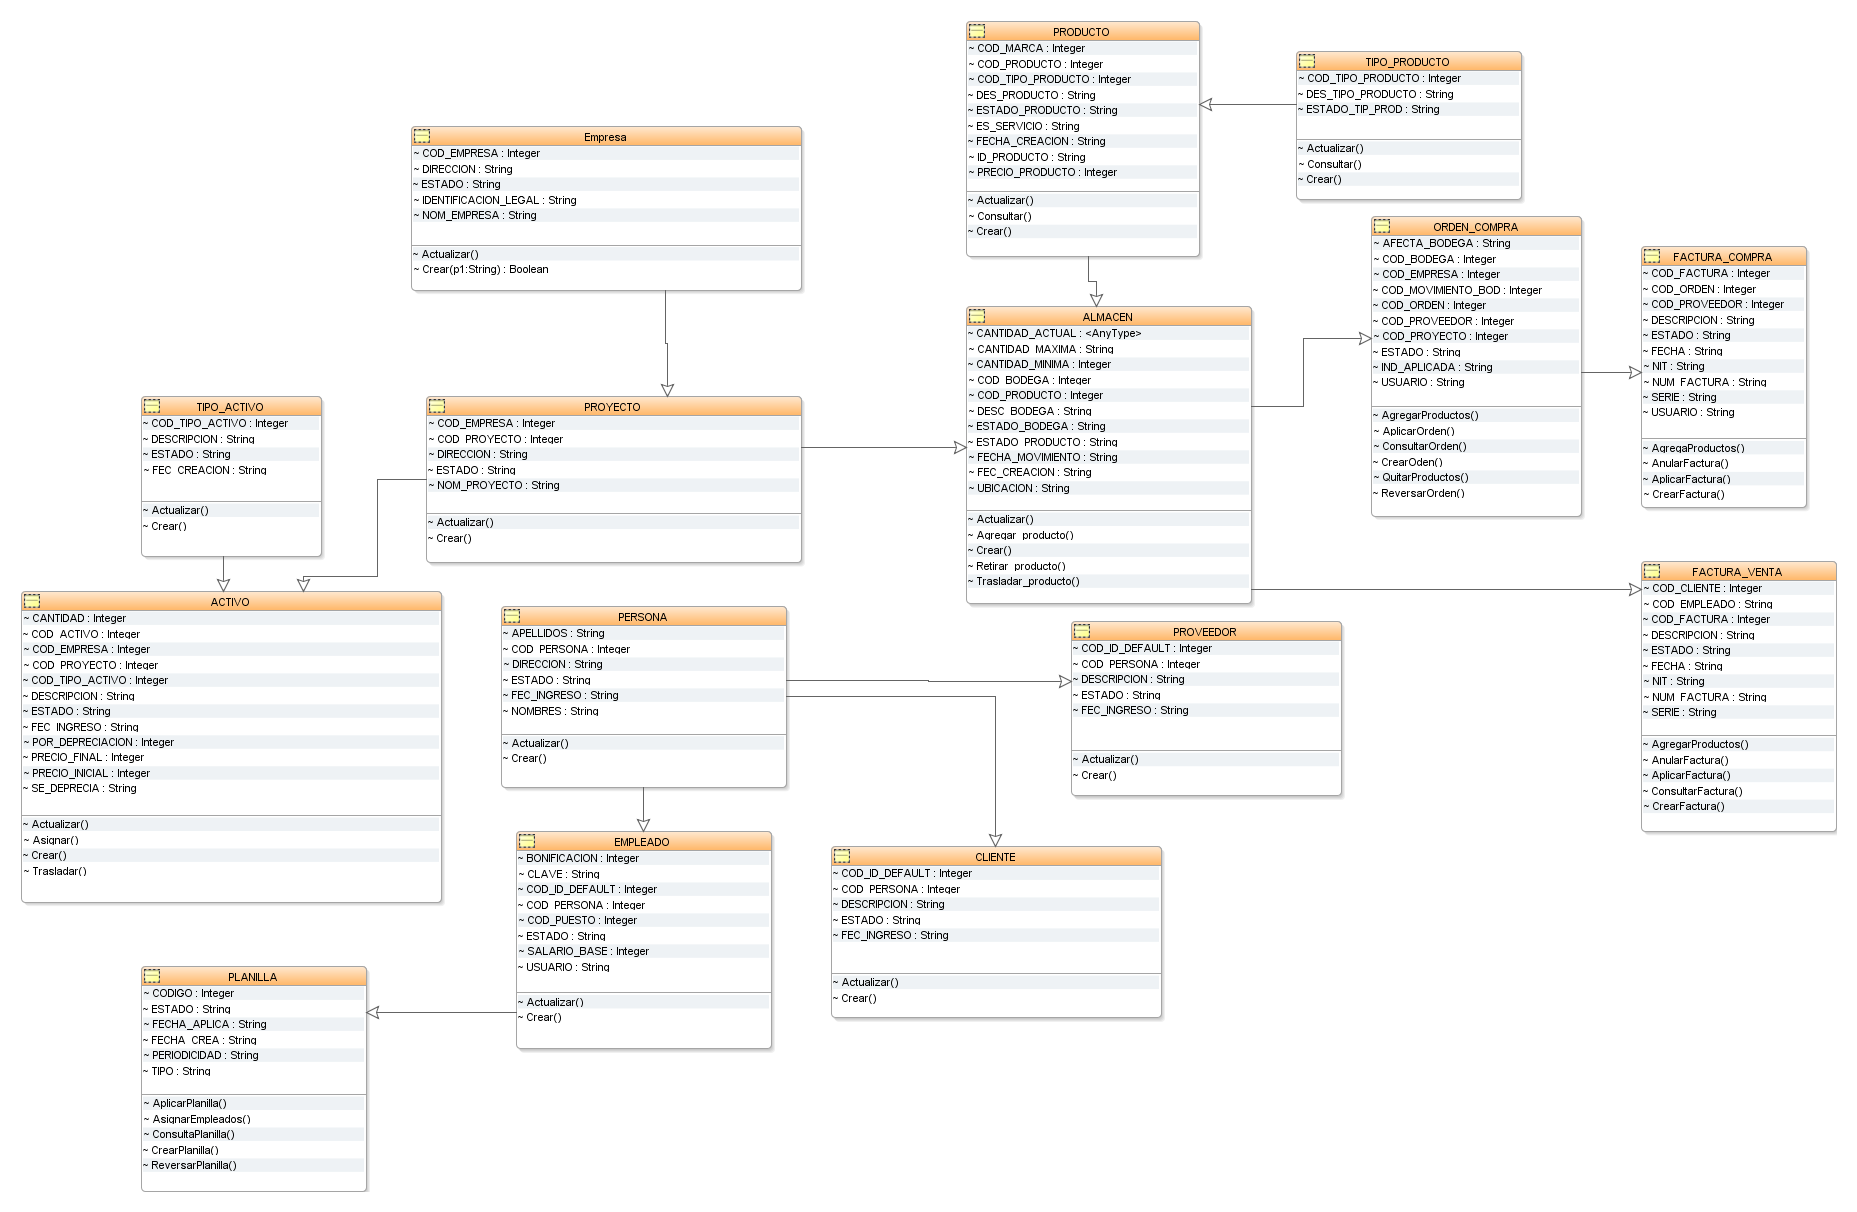 PRODUCTO
~ COD_MARCA : Integer
~ COD_PRODUCTO : Integer
~ COD_TIPO_PRODUCTO : Integer
~ DES_PRODUCTO : String
~ ESTADO_PRODUCTO : String
~ ES_SERVICIO : String
~ FECHA_CREACION : String
~ ID_PRODUCTO : String
~ PRECIO_PRODUCTO : Integer
~ Actualizar()
~ Consultar()
~ Crear()
TIPO_PRODUCTO
~ COD_TIPO_PRODUCTO : Integer
~ DES_TIPO_PRODUCTO : String
~ ESTADO_TIP_PROD : String
~ Actualizar()
~ Consultar()
~ Crear()
Empresa
~ COD_EMPRESA : Integer
~ DIRECCION : String
~ ESTADO : String
~ IDENTIFICACION_LEGAL : String
~ NOM_EMPRESA : String
~ Actualizar()
~ Crear(p1:String) : Boolean
ORDEN_COMPRA
~ AFECTA_BODEGA : String
~ COD_BODEGA : Integer
~ COD_EMPRESA : Integer
~ COD_MOVIMIENTO_BOD : Integer
~ COD_ORDEN : Integer
~ COD_PROVEEDOR : Integer
~ COD_PROYECTO : Integer
~ ESTADO : String
~ IND_APLICADA : String
~ USUARIO : String
~ AgregarProductos()
~ AplicarOrden()
~ ConsultarOrden()
~ CrearOden()
~ QuitarProductos()
~ ReversarOrden()
FACTURA_COMPRA
~ COD_FACTURA : Integer
~ COD_ORDEN : Integer
~ COD_PROVEEDOR : Integer
~ DESCRIPCION : String
~ ESTADO : String
~ FECHA : String
~ NIT : String
~ NUM_FACTURA : String
~ SERIE : String
~ USUARIO : String
~ AgregaProductos()
~ AnularFactura()
~ AplicarFactura()
~ CrearFactura()
ALMACEN
~ CANTIDAD_ACTUAL : <AnyType>
~ CANTIDAD_MAXIMA : String
~ CANTIDAD_MINIMA : Integer
~ COD_BODEGA : Integer
~ COD_PRODUCTO : Integer
~ DESC_BODEGA : String
~ ESTADO_BODEGA : String
~ ESTADO_PRODUCTO : String
~ FECHA_MOVIMIENTO : String
~ FEC_CREACION : String
~ UBICACION : String
~ Actualizar()
~ Agregar_producto()
~ Crear()
~ Retirar_producto()
~ Trasladar_producto()
TIPO_ACTIVO
~ COD_TIPO_ACTIVO : Integer
~ DESCRIPCION : String
~ ESTADO : String
~ FEC_CREACION : String
~ Actualizar()
~ Crear()
PROYECTO
~ COD_EMPRESA : Integer
~ COD_PROYECTO : Integer
~ DIRECCION : String
~ ESTADO : String
~ NOM_PROYECTO : String
~ Actualizar()
~ Crear()
FACTURA_VENTA
~ COD_CLIENTE : Integer
~ COD_EMPLEADO : String
~ COD_FACTURA : Integer
~ DESCRIPCION : String
~ ESTADO : String
~ FECHA : String
~ NIT : String
~ NUM_FACTURA : String
~ SERIE : String
~ AgregarProductos()
~ AnularFactura()
~ AplicarFactura()
~ ConsultarFactura()
~ CrearFactura()
ACTIVO
~ CANTIDAD : Integer
~ COD_ACTIVO : Integer
~ COD_EMPRESA : Integer
~ COD_PROYECTO : Integer
~ COD_TIPO_ACTIVO : Integer
~ DESCRIPCION : String
~ ESTADO : String
~ FEC_INGRESO : String
~ POR_DEPRECIACION : Integer
~ PRECIO_FINAL : Integer
~ PRECIO_INICIAL : Integer
~ SE_DEPRECIA : String
~ Actualizar()
~ Asignar()
~ Crear()
~ Trasladar()
PERSONA
~ APELLIDOS : String
~ COD_PERSONA : Integer
~ DIRECCION : String
~ ESTADO : String
~ FEC_INGRESO : String
~ NOMBRES : String
~ Actualizar()
~ Crear()
PROVEEDOR
~ COD_ID_DEFAULT : Integer
~ COD_PERSONA : Integer
~ DESCRIPCION : String
~ ESTADO : String
~ FEC_INGRESO : String
~ Actualizar()
~ Crear()
EMPLEADO
~ BONIFICACION : Integer
~ CLAVE : String
~ COD_ID_DEFAULT : Integer
~ COD_PERSONA : Integer
~ COD_PUESTO : Integer
~ ESTADO : String
~ SALARIO_BASE : Integer
~ USUARIO : String
~ Actualizar()
~ Crear()
CLIENTE
~ COD_ID_DEFAULT : Integer
~ COD_PERSONA : Integer
~ DESCRIPCION : String
~ ESTADO : String
~ FEC_INGRESO : String
~ Actualizar()
~ Crear()
PLANILLA
~ CODIGO : Integer
~ ESTADO : String
~ FECHA_APLICA : String
~ FECHA_CREA : String
~ PERIODICIDAD : String
~ TIPO : String
~ AplicarPlanilla()
~ AsignarEmpleados()
~ ConsultaPlanilla()
~ CrearPlanilla()
~ ReversarPlanilla()